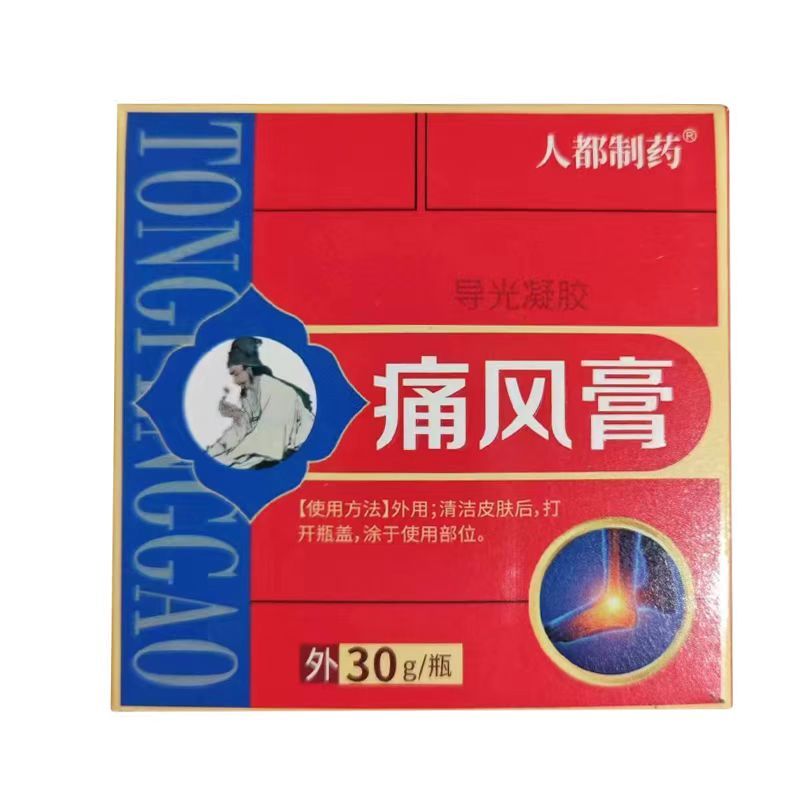 人都制药®
导光凝胶
TONGFENGGAO
痛风膏
【使用方法】外用;清洁皮肤后,打
开瓶盖,涂于使用部位。
外30g/瓶